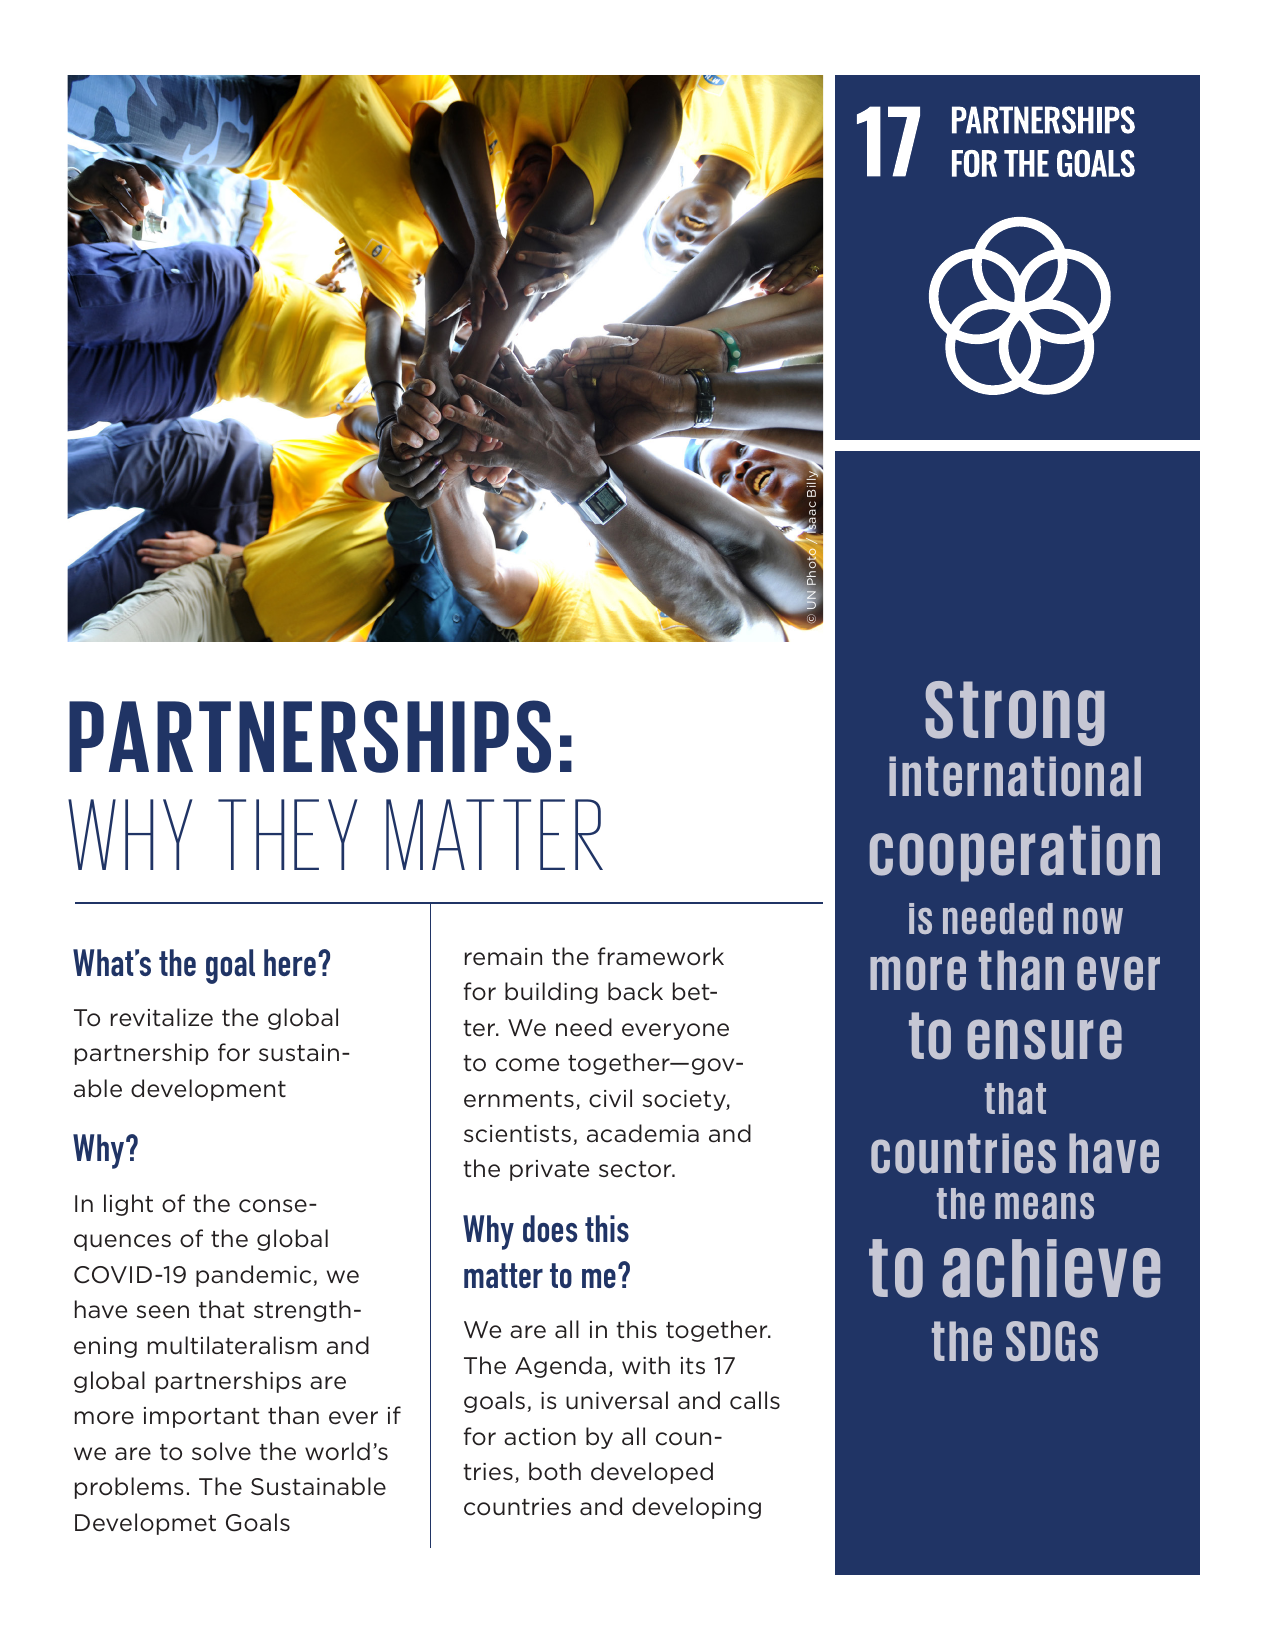 © UN Photo / Isaac Billy
17
PARTNERSHIPS
FOR THE GOALS
PARTNERSHIPS:
WHY THEY MATTER
What's the goal here?
To revitalize the global
partnership for sustain-
able development
Why?
In light of the conse-
quences of the global
COVID-19 pandemic, we
have seen that strength-
ening multilateralism and
global partnerships are
more important than ever if
we are to solve the world's
problems. The Sustainable
Developmet Goals
remain the framework
for building back bet-
ter. We need everyone
to come together—gov-
ernments, civil society,
scientists, academia and
the private sector.
Why does this
matter to me?
We are all in this together.
The Agenda, with its 17
goals, is universal and calls
for action by all coun-
tries, both developed
countries and developing
Strong
international
cooperation
is needed now
more than ever
to ensure
that
countries have
the means
to achieve
the SDGs